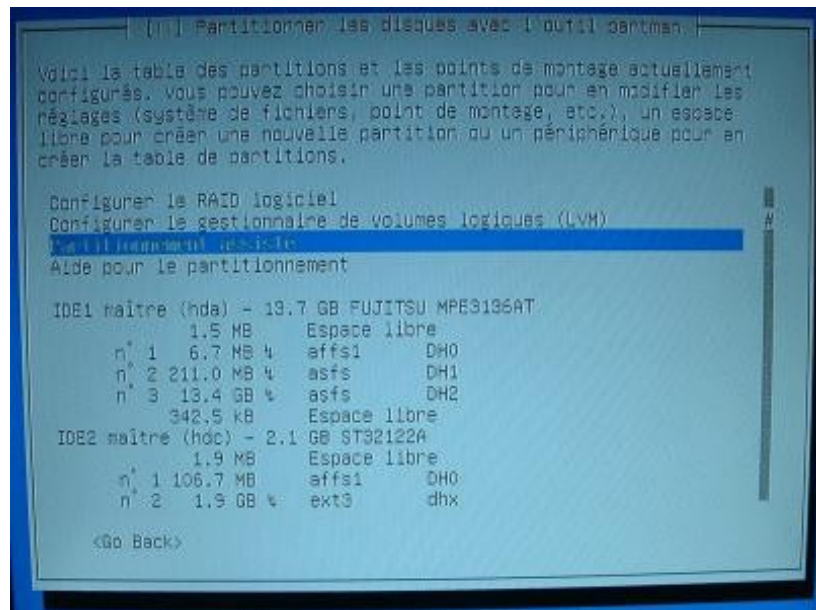 [!!] Partitionner les disques avec l'outil partman
Voici la table des partitions et les points de montage actuellement
configurés. Vous pouvez choisir une partition pour en modifier les
réglages (système de fichiers, point de montage, etc.), un espace
libre pour créer une nouvelle partition ou un périphérique pour en
créer la table de partitions.
Configurer le RAID logiciel
Configurer le gestionnaire de volumes logiques (LVM)
Partitionnement assisté
Aide pour le partitionnement
IDE1 maître (hda) - 13.7 GB FUJITSU MPE3136AT
1.5 MB Espace libre
n° 1 6.7 MB affs1 DH0
n° 2 211.0 MB asfs DH1
n° 3 13.4 GB asfs DH2
342.5 kB Espace libre
IDE2 maître (hdc) - 2.1 GB ST32122A
1.9 MB Espace libre
n° 1 106.7 MB affs1 DH0
n° 2 1.9 GB ext3 dhx
<Go Back>